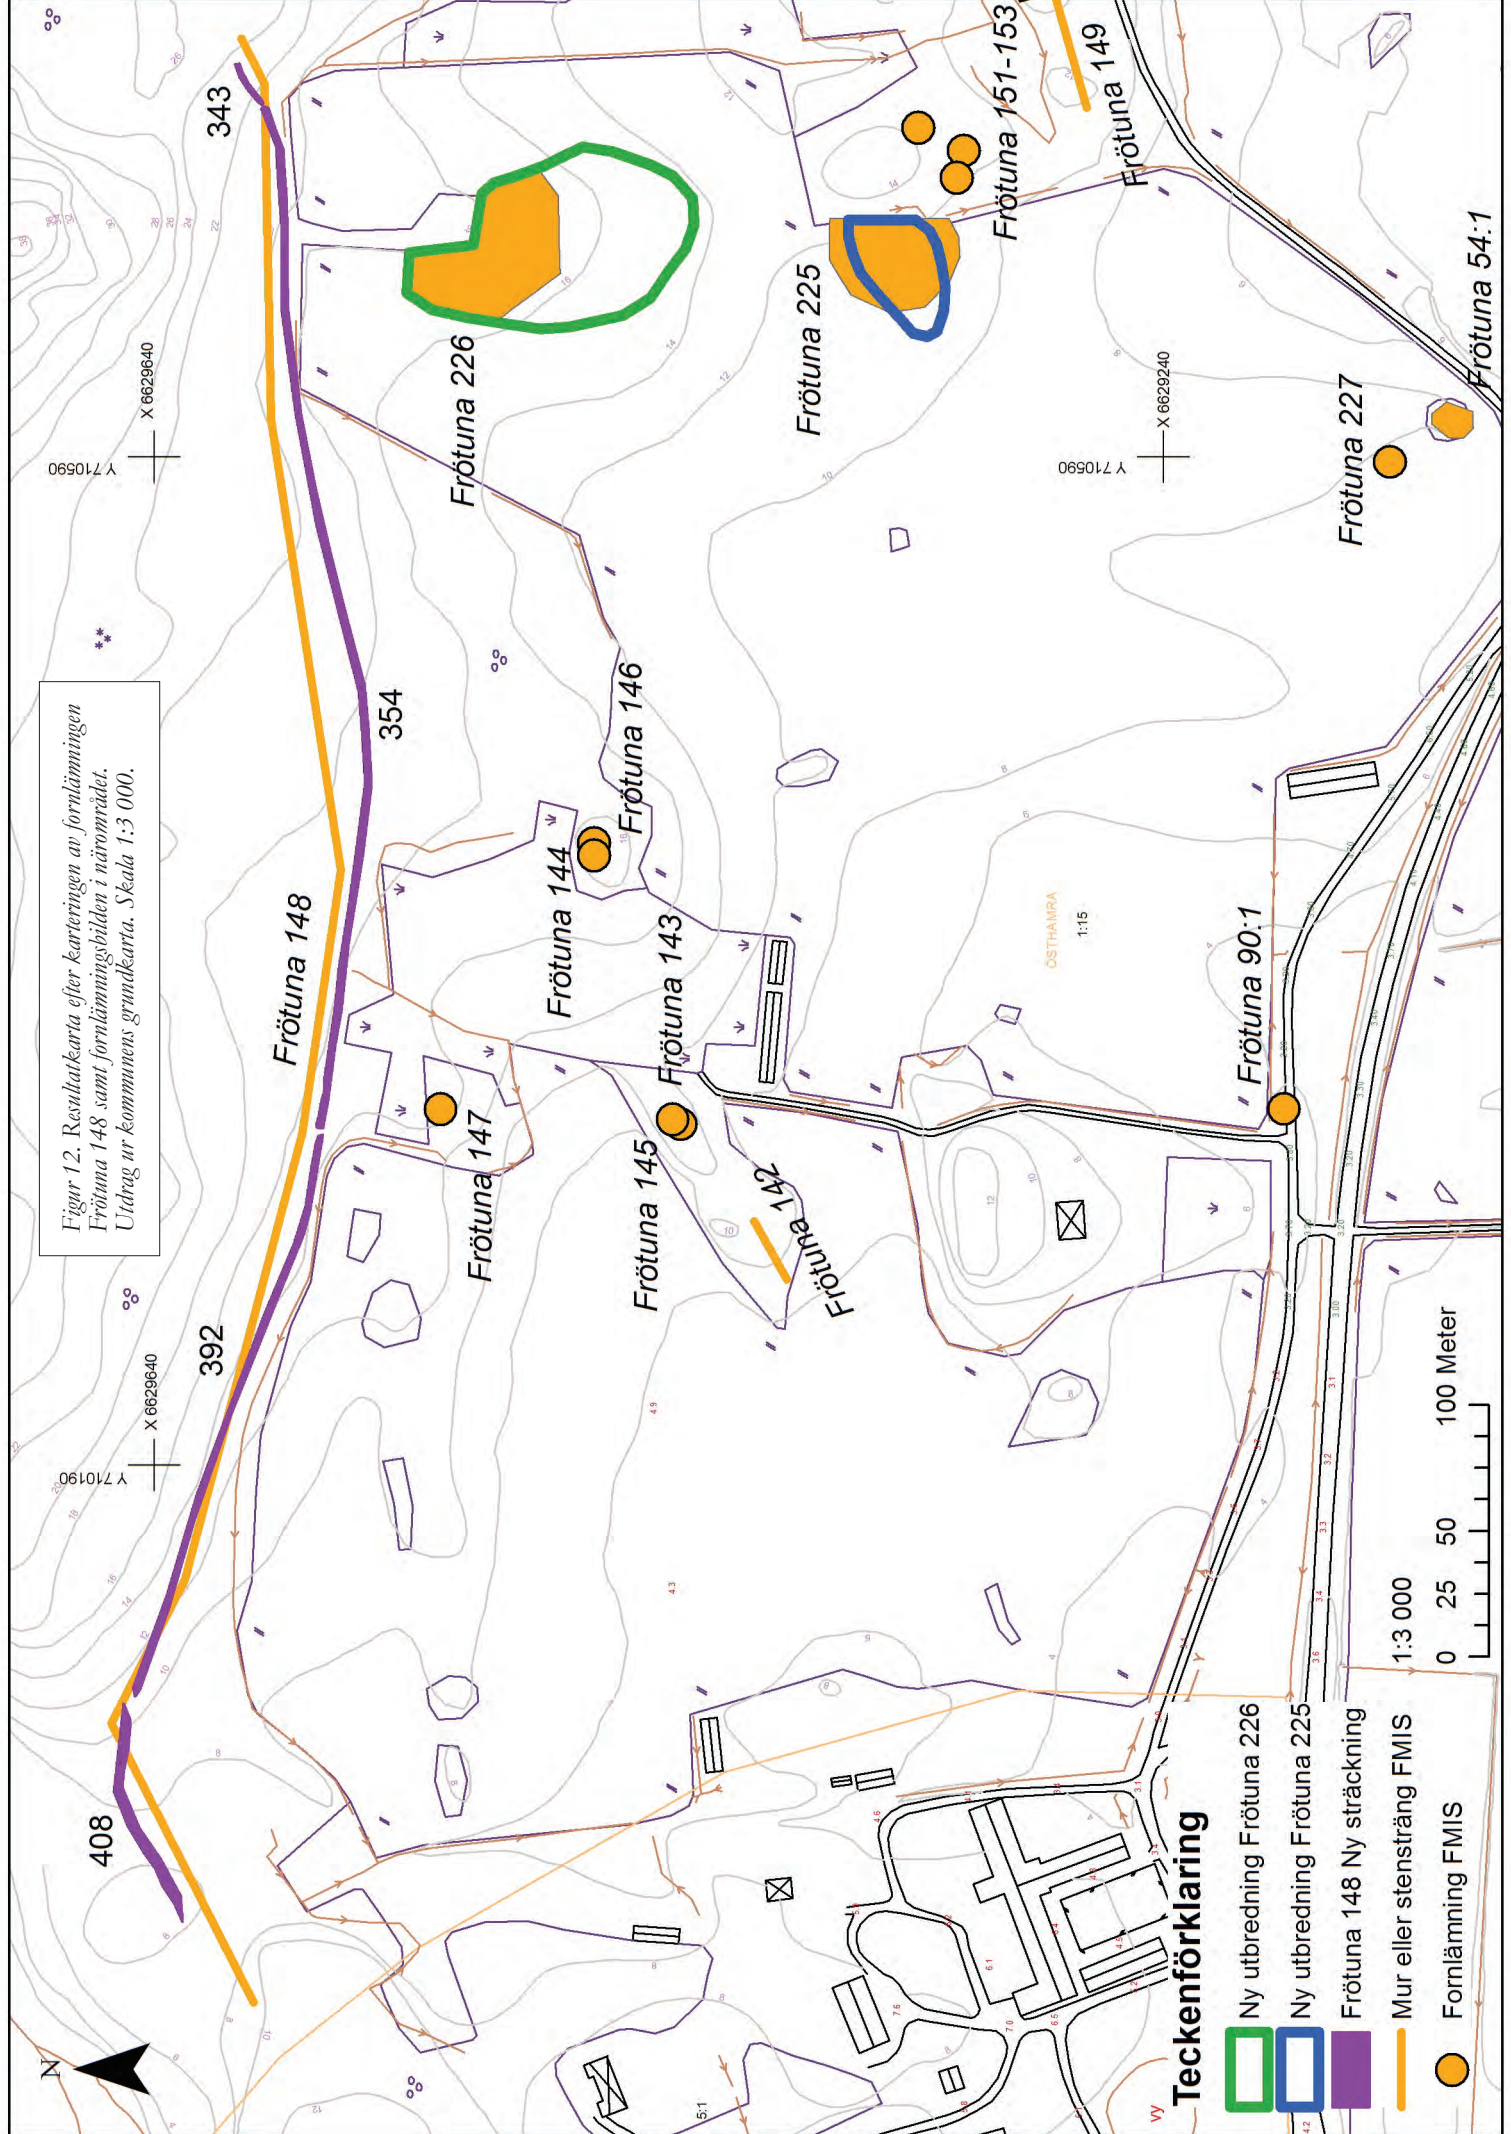 Figur 12. Resultatkarta efter karteringen av fornlämningen
Frötuna 148 samt fornlämningsbilden i närområdet.
Utdrag ur kommunens grundkarta. Skala 1:3 000.
N
408
392
354
343
Y 710190
X 6629640
Y 710590
X 6629640
Y 710590
X 6629240
Frötuna 148
Frötuna 147
Frötuna 144
Frötuna 146
Frötuna 145
Frötuna 143
Frötuna 142
Frötuna 226
Frötuna 225
Frötuna 151-153
Frötuna 149
Frötuna 227
Frötuna 54:1
Frötuna 90:1
ÖSTHAMRA
1:15
5:1
vy
Teckenförklaring
Ny utbredning Frötuna 226
Ny utbredning Frötuna 225
Frötuna 148 Ny sträckning
Mur eller stensträng FMIS
Fornlämning FMIS
1:3 000
0 25 50 100 Meter